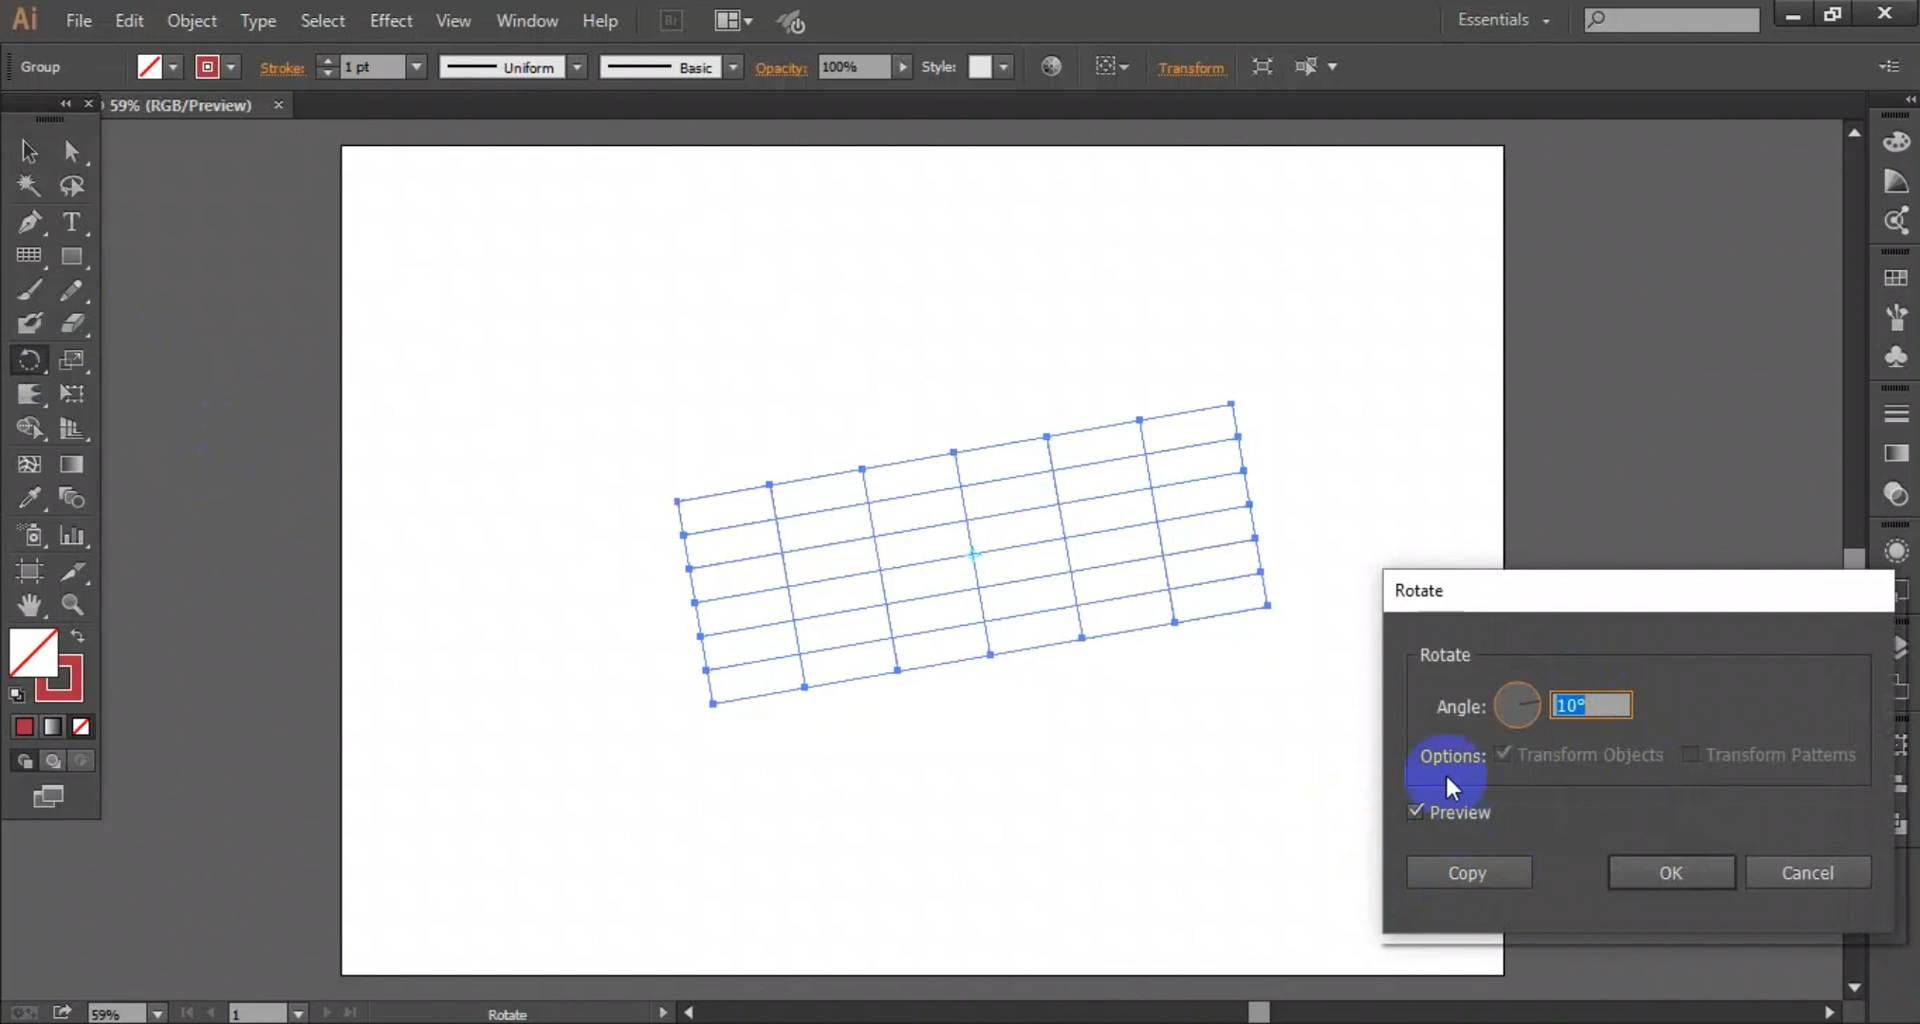 Ai File Edit Object Type Select Effect View Window Help Br Essentials
Group Stroke: 1 pt Uniform Basic Opacity: 100% Style: Transform
59% (RGB/Preview)
T
Rotate
Rotate
Angle: 10°
Options: Transform Objects Transform Patterns
Preview
Copy OK Cancel
59% 1 Rotate